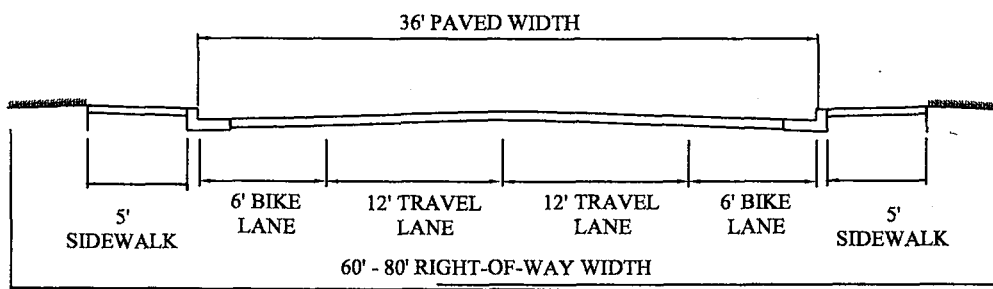 36' PAVED WIDTH
5'
SIDEWALK
6' BIKE
LANE
12' TRAVEL
LANE
12' TRAVEL
LANE
6' BIKE
LANE
5'
SIDEWALK
60' - 80' RIGHT-OF-WAY WIDTH